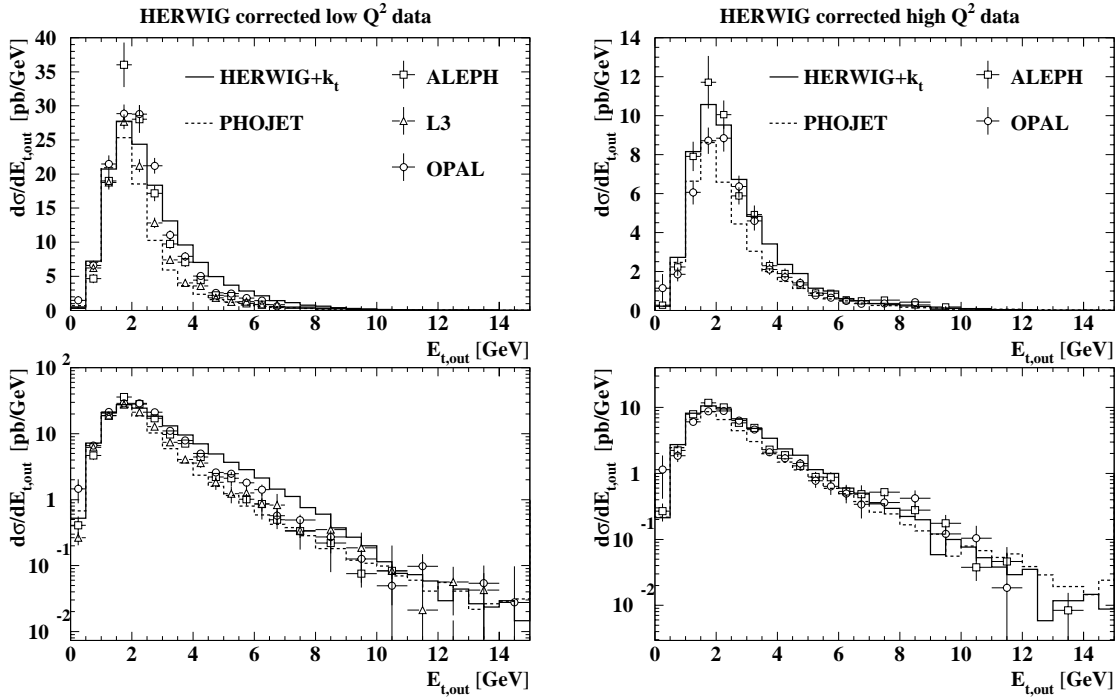 HERWIG corrected low Q² data
dσ/dE_t,out [pb/GeV]
40
35
30
25
20
15
10
5
0
HERWIG+k_t
PHOJET
ALEPH
L3
OPAL
0 2 4 6 8 10 12 14
E_t,out [GeV]
HERWIG corrected high Q² data
dσ/dE_t,out [pb/GeV]
14
12
10
8
6
4
2
0
HERWIG+k_t
PHOJET
ALEPH
OPAL
0 2 4 6 8 10 12 14
E_t,out [GeV]
dσ/dE_t,out [pb/GeV]
10²
10
1
10⁻¹
10⁻²
0 2 4 6 8 10 12 14
E_t,out [GeV]
dσ/dE_t,out [pb/GeV]
10
1
10⁻¹
10⁻²
0 2 4 6 8 10 12 14
E_t,out [GeV]